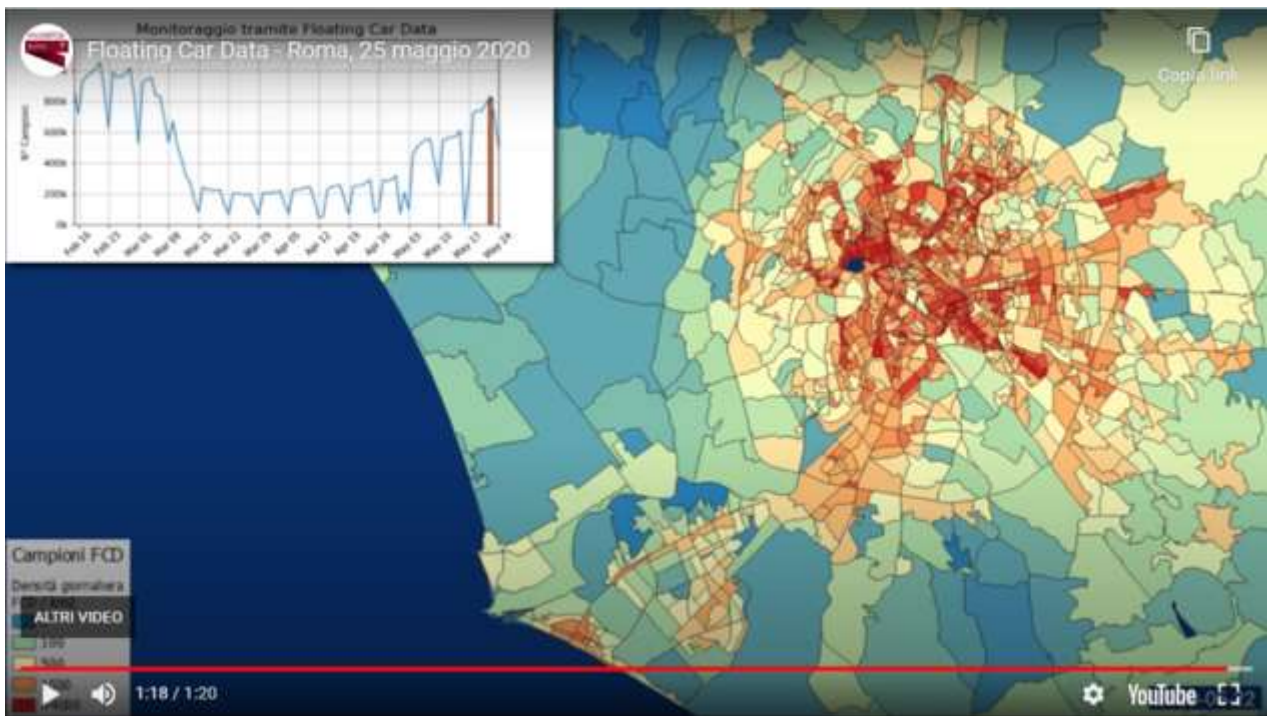 Monitoraggio tramite Floating Car Data
Floating Car Data - Roma, 25 maggio 2020
Copia link
N° Campioni
800k
600k
400k
200k
0k
Feb 16
Feb 23
Mar 01
Mar 08
Mar 22
Mar 29
Apr 05
Apr 12
Apr 19
Apr 26
May 03
May 10
May 17
May 24
Campioni FCD
Densità giornaliera
ALTRI VIDEO
100
500
1:18 / 1:20
YouTube